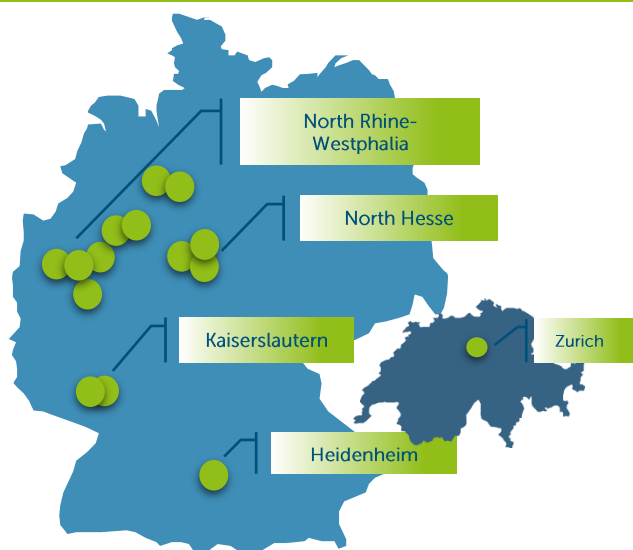 North Rhine-
Westphalia
North Hesse
Kaiserslautern
Zurich
Heidenheim